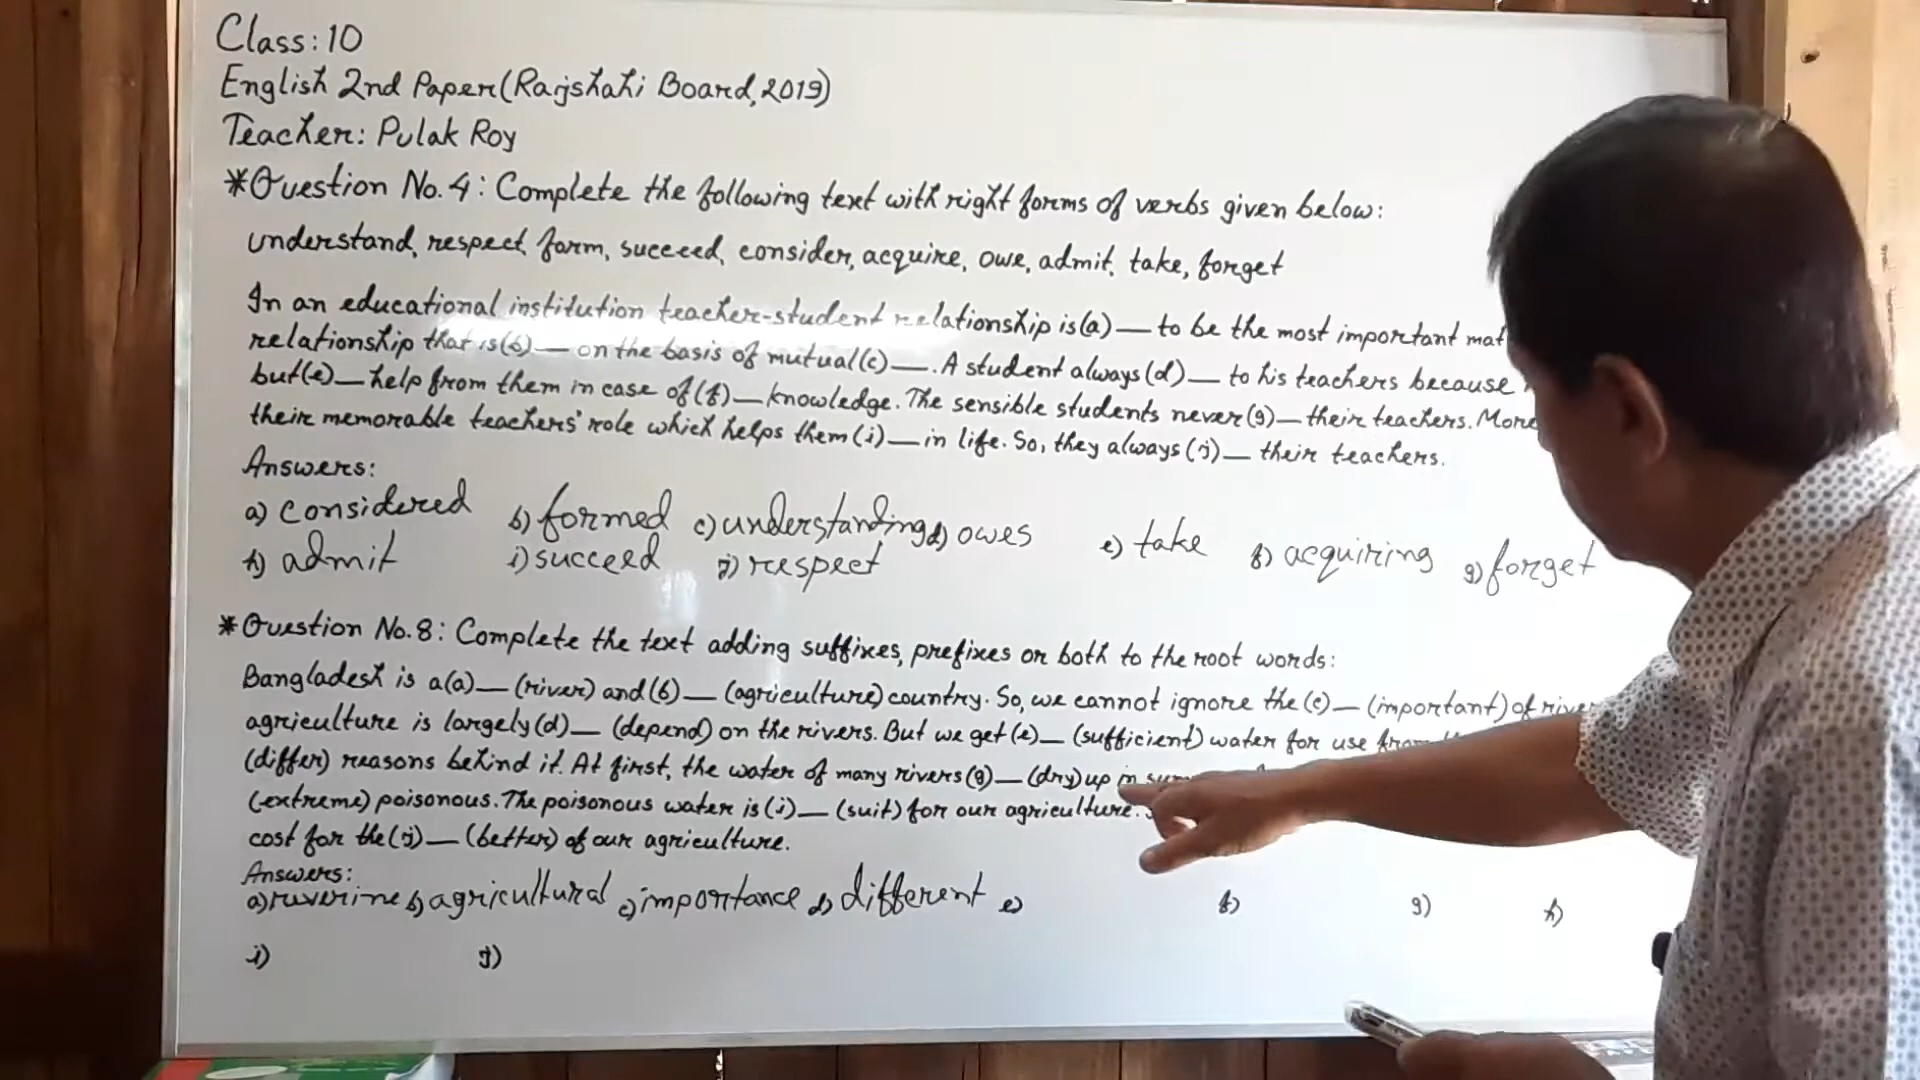 Class: 10
English 2nd Paper (Rajshahi Board, 2019)
Teacher: Pulak Roy
*Question No. 4: Complete the following text with right forms of verbs given below:
understand, respect, form, succeed, consider, acquire, owe, admit, take, forget
In an educational institution teacher-student relationship is (a) — to be the most important
relationship that is (b) — on the basis of mutual (c) —. A student always (d) — to his teachers because
but (e) — help from them in case of (f) — knowledge. The sensible students never (g) — their teachers.
their memorable teachers' role which helps them (i) — in life. So, they always (j) — their teachers.
Answers:
a) considered b) formed c) understanding d) owes e) take f) acquiring g) forget
h) admit i) succeed j) respect
*Question No. 8: Complete the text adding suffixes, prefixes or both to the root words:
Bangladesh is a (a) — (river) and (b) — (agriculture) country. So, we cannot ignore the (c) — (important) of
agriculture is largely (d) — (depend) on the rivers. But we get (e) — (sufficient) water for use from
(differ) reasons behind it. At first, the water of many rivers (g) — (dry) up in
(extreme) poisonous. The poisonous water is (i) — (suit) for our agriculture.
cost for the (j) — (better) of our agriculture.
Answers:
a) riverine b) agricultural c) importance d) different e) f) g) h)
i) j)